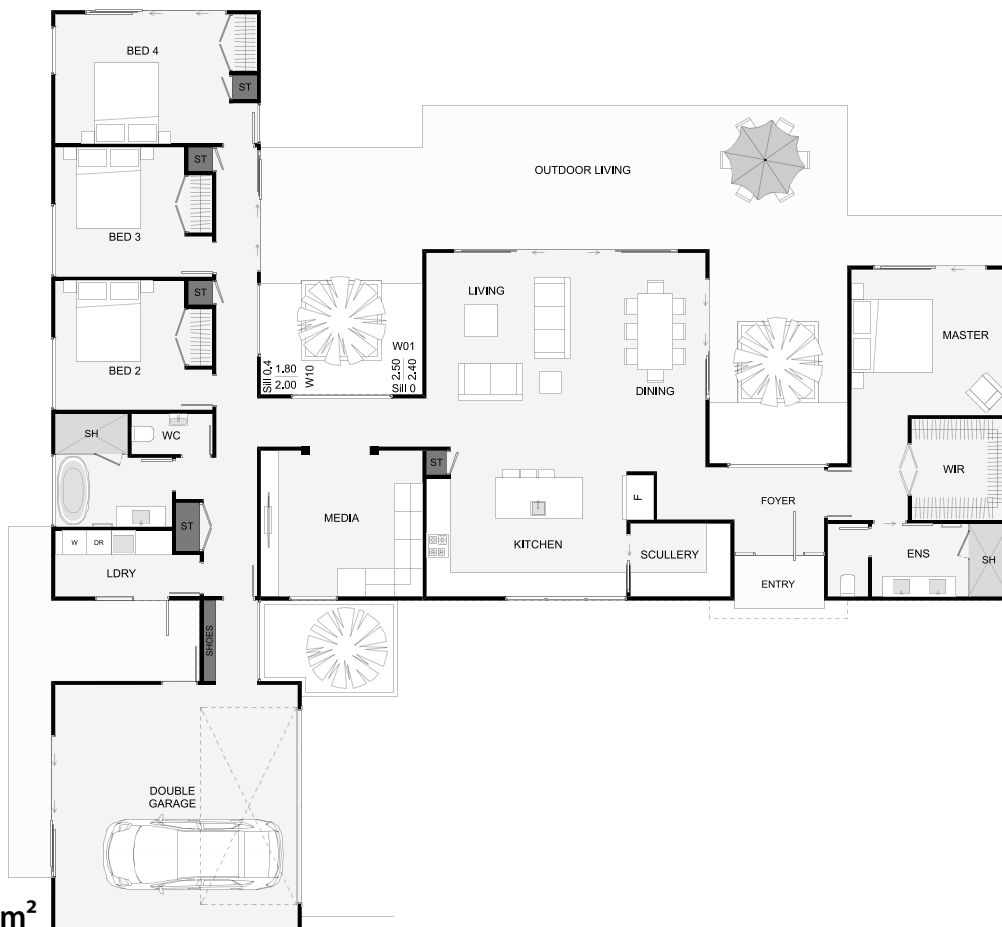 BED 4
ST
ST
BED 3
OUTDOOR LIVING
ST
BED 2
LIVING
DINING
MASTER
Sill 0.4
1.80
2.00
W10
W01
2.50
2.40
Sill 0
SH
WC
ST
MEDIA
ST
KITCHEN
F
SCULLERY
FOYER
WIR
W
DR
LDRY
ENTRY
ENS
SH
SHOES
DOUBLE
GARAGE
m²